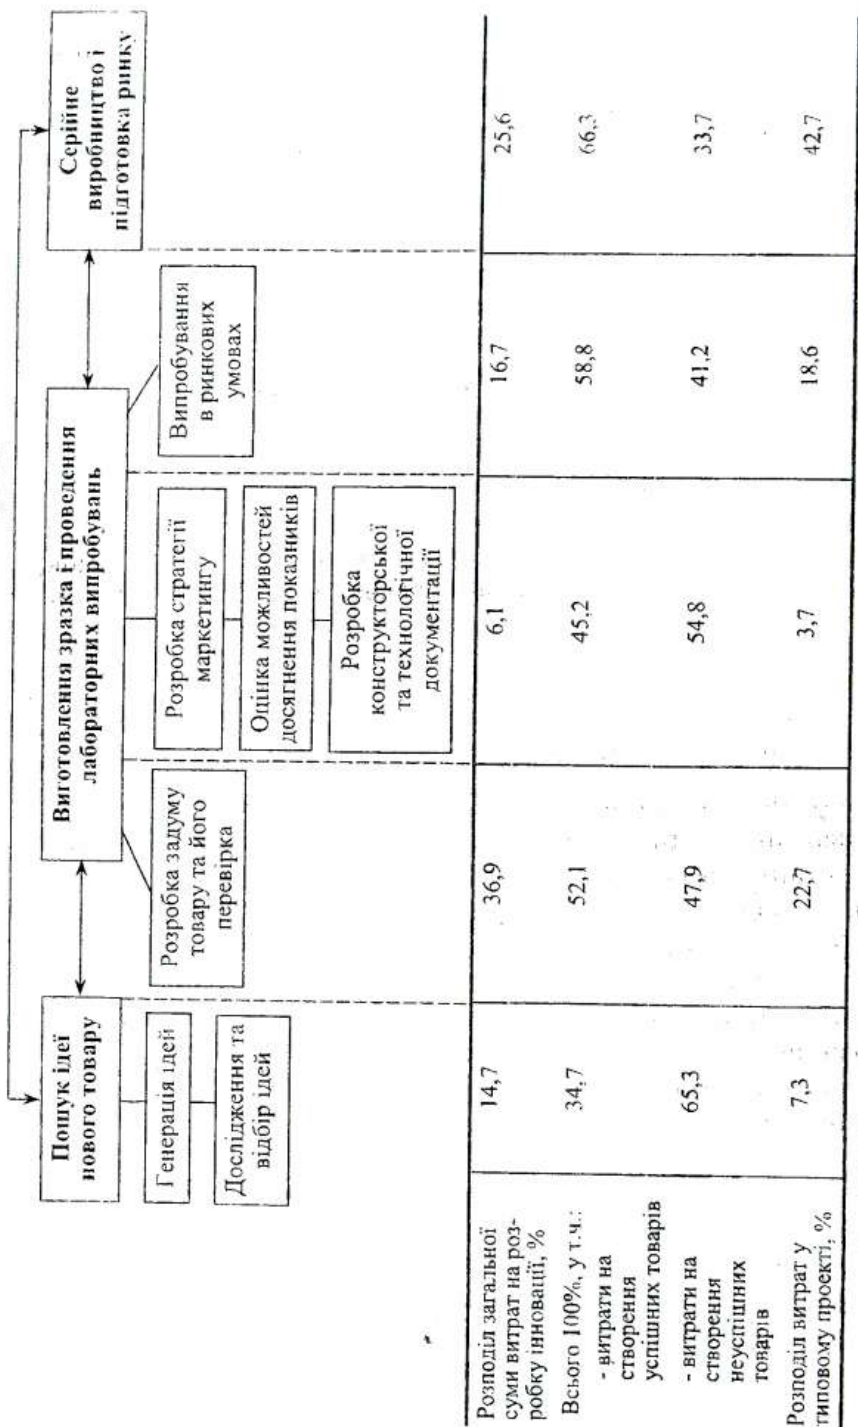 Пошук ідеї
нового товару
Генерація ідей
Дослідження та
відбір ідей
Виготовлення зразка і проведення
лабораторних випробувань
Розробка задуму
товару та його
перевірка
Розробка стратегії
маркетингу
Оцінка можливостей
досягнення показників
Розробка
конструкторської
та технологічної
документації
Випробування
в ринкових
умовах
Серійне
виробництво і
підготовка ринку
Розподіл загальної
суми витрат на роз-
робку інновації, %
14,7 36,9 6,1 16,7 25,6
Всього 100%, у т.ч.:
- витрати на
створення
успішних товарів
34,7 52,1 45,2 58,8 66,3
- витрати на
створення
неуспішних
товарів
65,3 47,9 54,8 41,2 33,7
Розподіл витрат у
типовому проекті, %
7,3 22,7 3,7 18,6 42,7